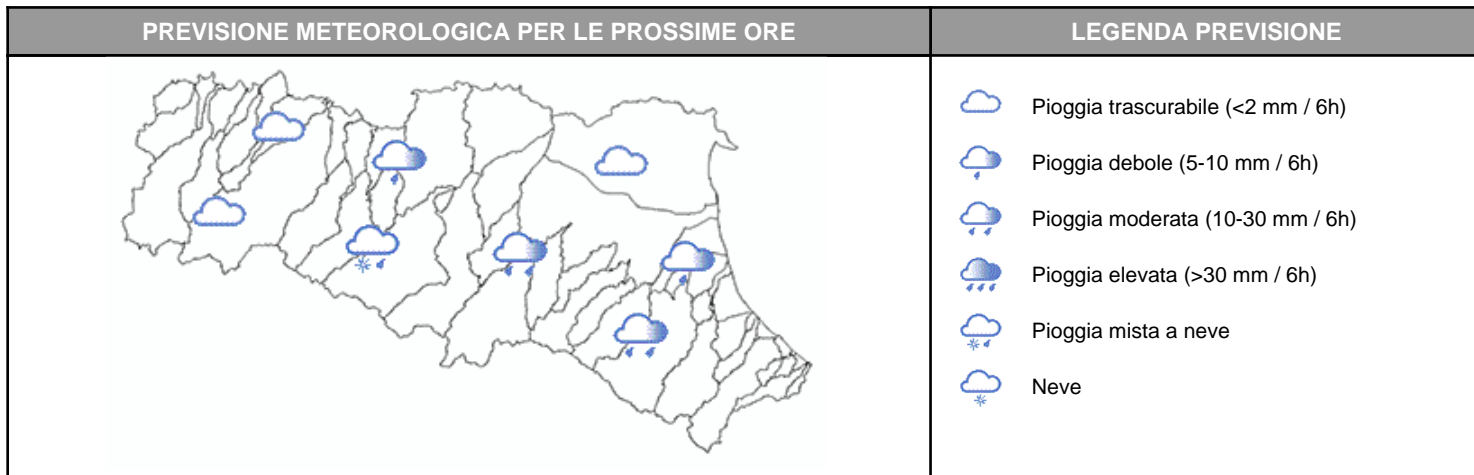 PREVISIONE METEOROLOGICA PER LE PROSSIME ORE
LEGENDA PREVISIONE
Pioggia trascurabile (<2 mm / 6h)
Pioggia debole (5-10 mm / 6h)
Pioggia moderata (10-30 mm / 6h)
Pioggia elevata (>30 mm / 6h)
Pioggia mista a neve
Neve